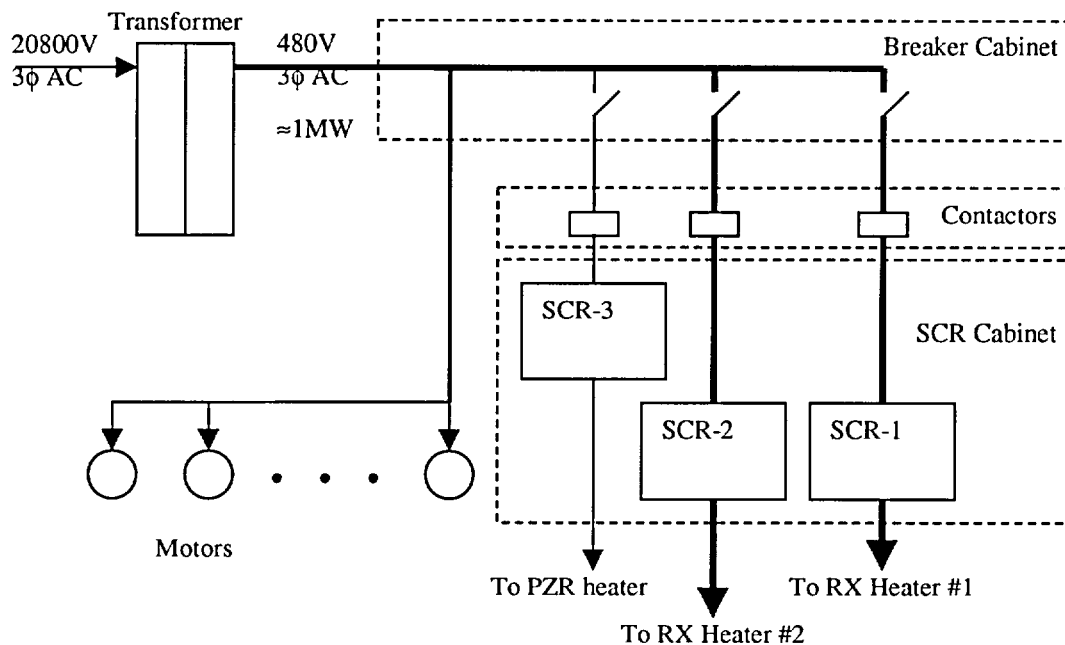 Transformer
20800V
3ϕ AC
480V
3ϕ AC
≈1MW
Breaker Cabinet
Contactors
SCR-3
SCR Cabinet
SCR-2
SCR-1
Motors
To PZR heater
To RX Heater #1
To RX Heater #2